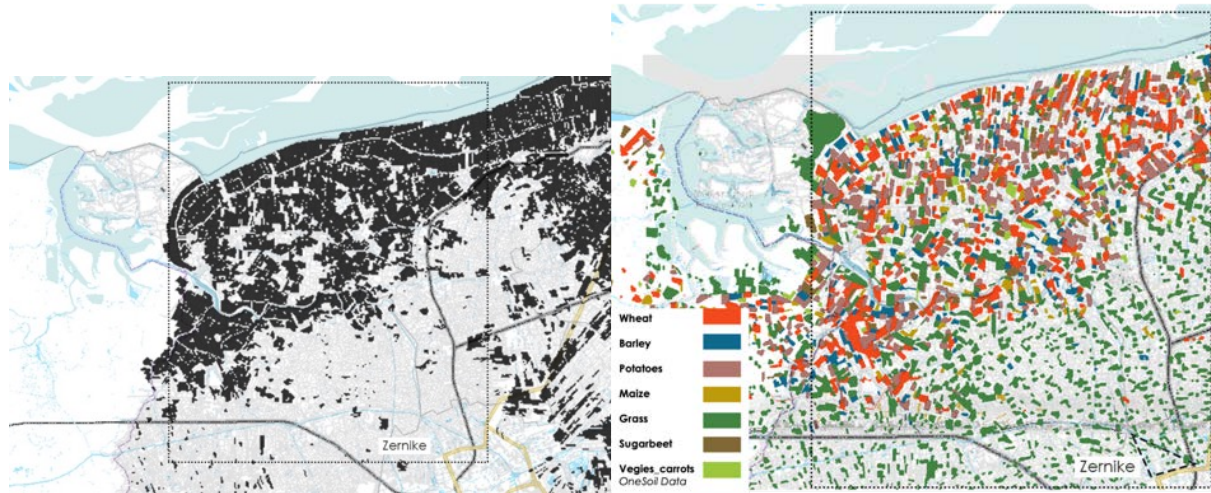 Zernike
Wheat
Barley
Potatoes
Maize
Grass
Sugarbeet
Vegies_carrots
OneSoil Data
Zernike